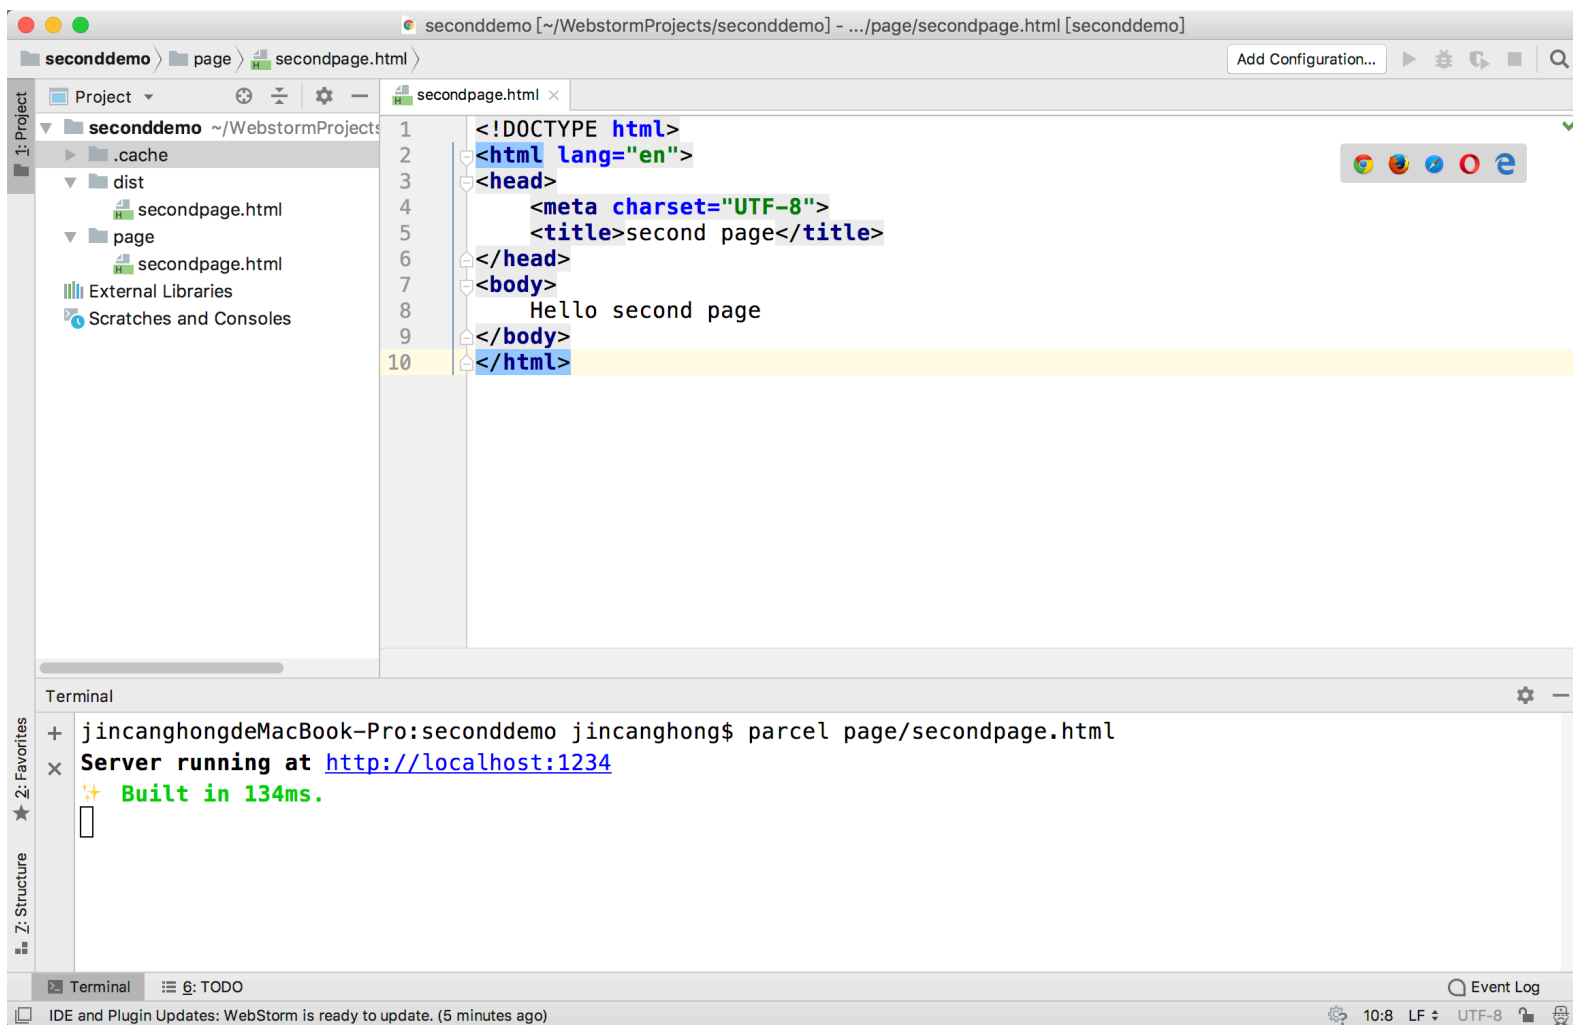 seconddemo [~/WebstormProjects/seconddemo] - .../page/secondpage.html [seconddemo]
seconddemo page secondpage.html Add Configuration...
1: Project
Project
secondpage.html
seconddemo ~/WebstormProjects
.cache
dist
secondpage.html
page
secondpage.html
External Libraries
Scratches and Consoles
1 <!DOCTYPE html>
2 <html lang="en">
3 <head>
4     <meta charset="UTF-8">
5     <title>second page</title>
6 </head>
7 <body>
8     Hello second page
9 </body>
10 </html>
Terminal
jincanghongdeMacBook-Pro:seconddemo jincanghong$ parcel page/secondpage.html
Server running at http://localhost:1234
✨ Built in 134ms.
2: Favorites
7: Structure
Terminal 6: TODO Event Log
IDE and Plugin Updates: WebStorm is ready to update. (5 minutes ago) 10:8 LF UTF-8